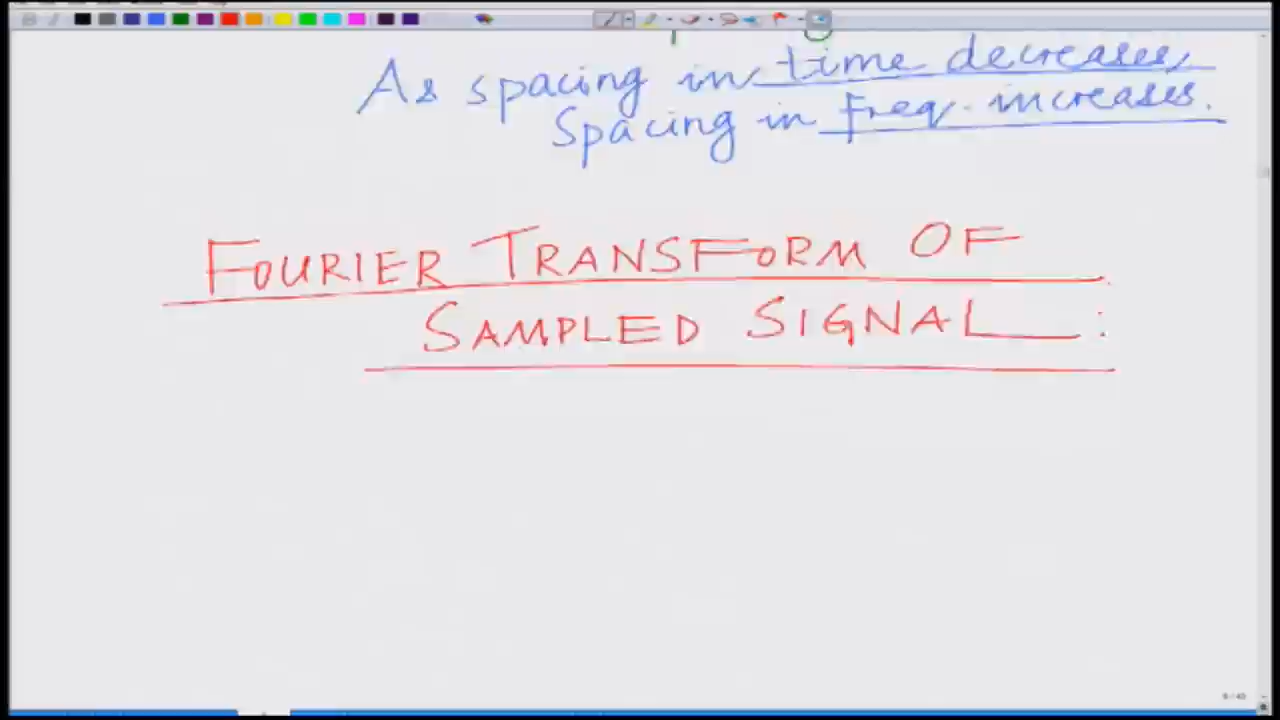 As spacing in time decreases,
Spacing in freq. increases.
FOURIER TRANSFORM OF
SAMPLED SIGNAL :